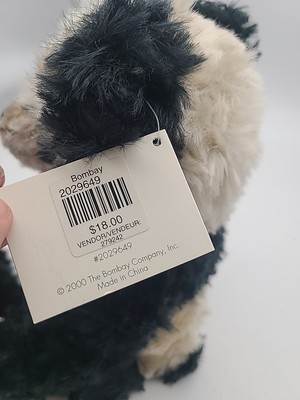 Bombay
2029649
$18.00
VENDOR/VENDEUR:
279242
#2029649
© 2000 The Bombay Company, Inc.
Made in China